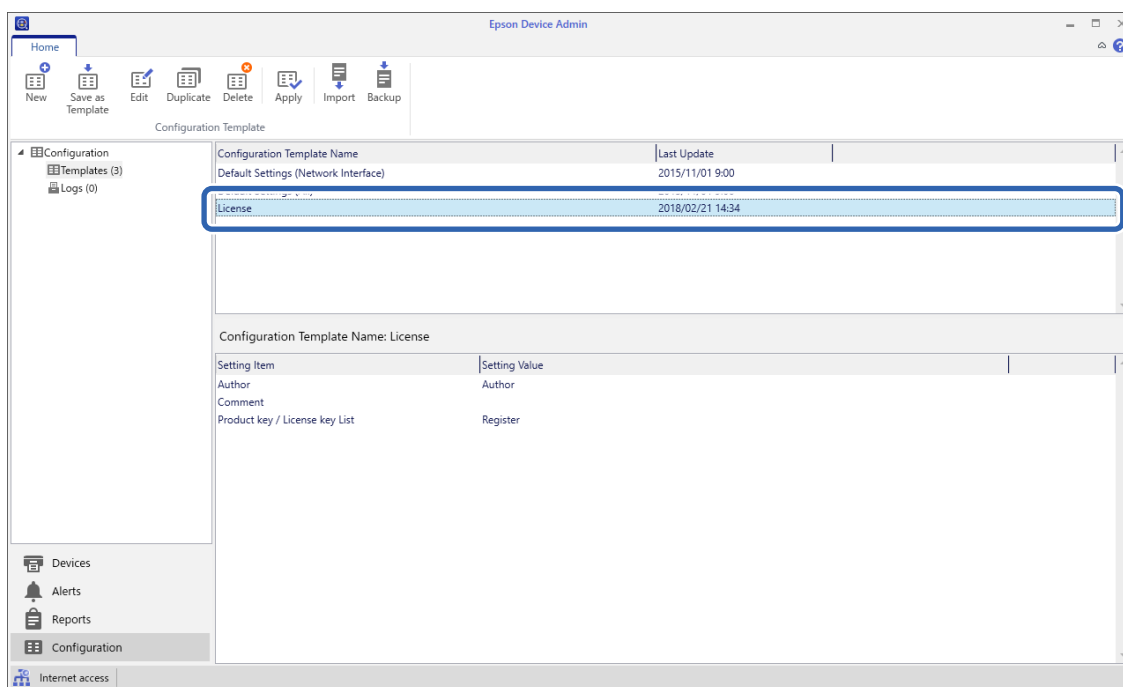 Epson Device Admin
Home
New Save as Template Edit Duplicate Delete Apply Import Backup
Configuration Template
Configuration
Templates (3)
Logs (0)
Configuration Template Name Last Update
Default Settings (Network Interface) 2015/11/01 9:00
License 2018/02/21 14:34
Configuration Template Name: License
Setting Item Setting Value
Author Author
Comment
Product key / License key List Register
Devices
Alerts
Reports
Configuration
Internet access